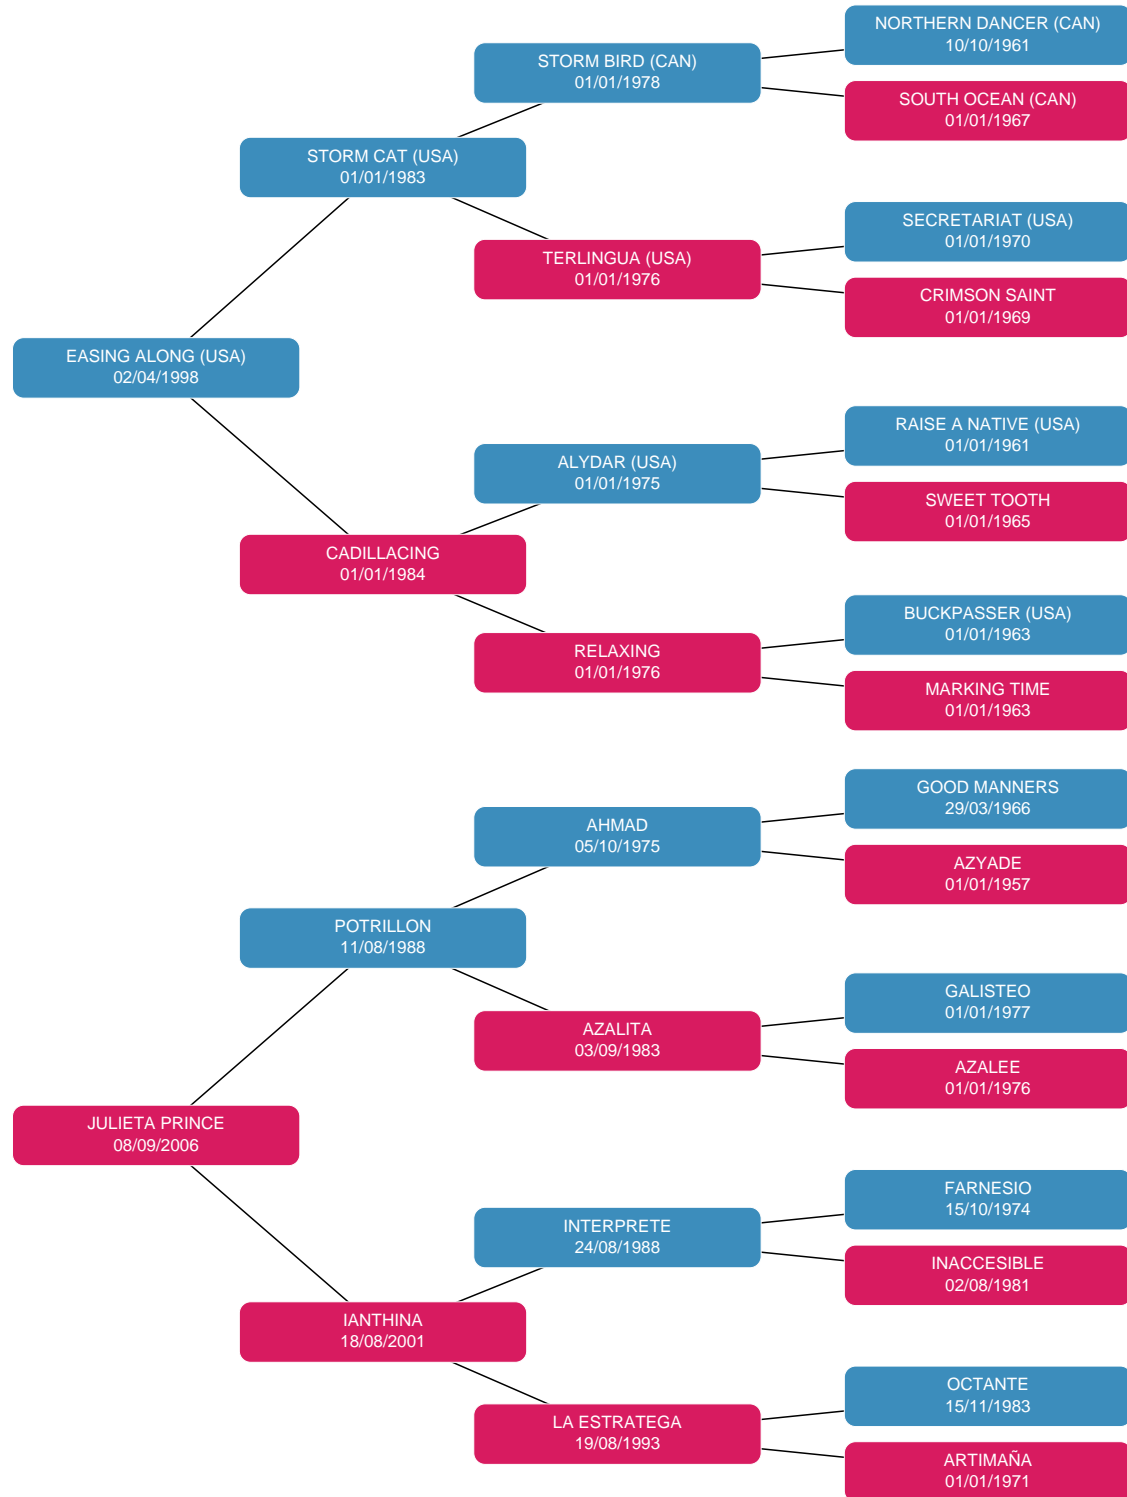 NORTHERN DANCER (CAN)
10/10/1961
STORM BIRD (CAN)
01/01/1978
SOUTH OCEAN (CAN)
01/01/1967
STORM CAT (USA)
01/01/1983
SECRETARIAT (USA)
01/01/1970
TERLINGUA (USA)
01/01/1976
CRIMSON SAINT
01/01/1969
EASING ALONG (USA)
02/04/1998
RAISE A NATIVE (USA)
01/01/1961
ALYDAR (USA)
01/01/1975
SWEET TOOTH
01/01/1965
CADILLACING
01/01/1984
BUCKPASSER (USA)
01/01/1963
RELAXING
01/01/1976
MARKING TIME
01/01/1963
GOOD MANNERS
29/03/1966
AHMAD
05/10/1975
AZYADE
01/01/1957
POTRILLON
11/08/1988
GALISTEO
01/01/1977
AZALITA
03/09/1983
AZALEE
01/01/1976
JULIETA PRINCE
08/09/2006
FARNESIO
15/10/1974
INTERPRETE
24/08/1988
INACCESIBLE
02/08/1981
IANTHINA
18/08/2001
OCTANTE
15/11/1983
LA ESTRATEGA
19/08/1993
ARTIMAÑA
01/01/1971